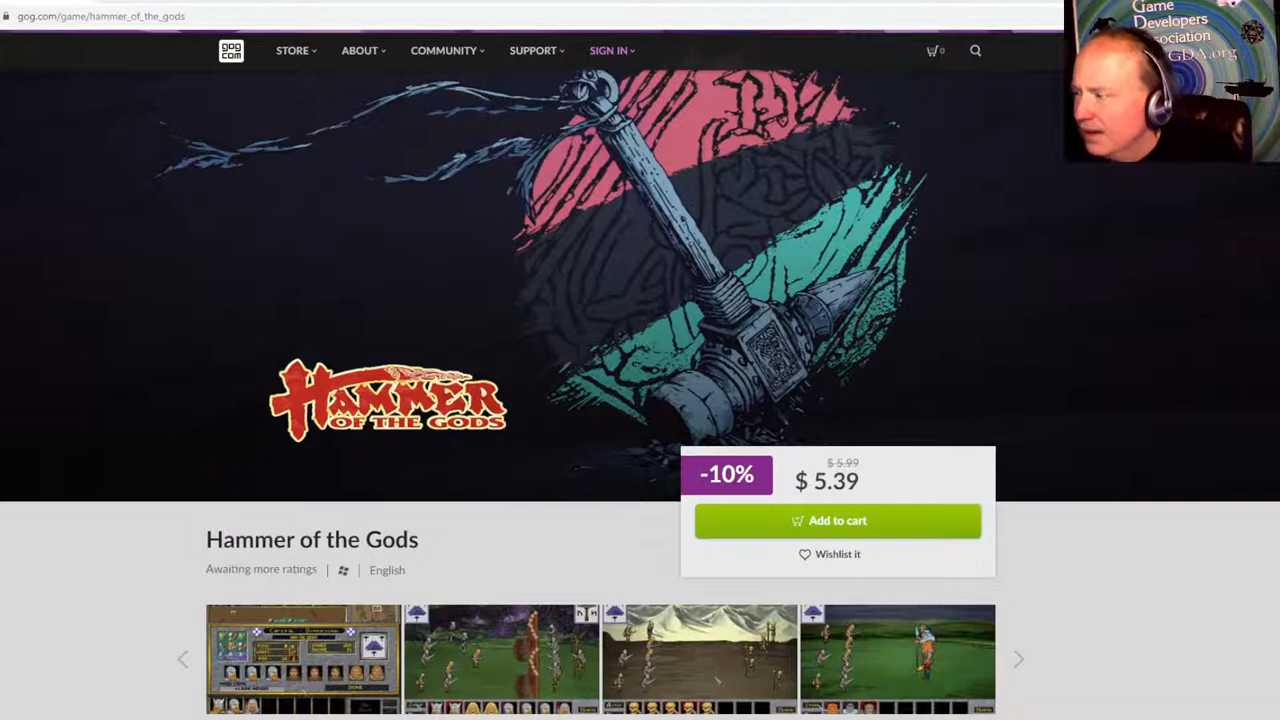 gog.com/game/hammer_of_the_gods
Game
Developers
Association
GDA.org
gog
com
STORE
ABOUT
COMMUNITY
SUPPORT
SIGN IN
0
HAMMER
OF THE GODS
-10%
$ 5.99
$ 5.39
Add to cart
Wishlist it
Hammer of the Gods
Awaiting more ratings
English
DONE